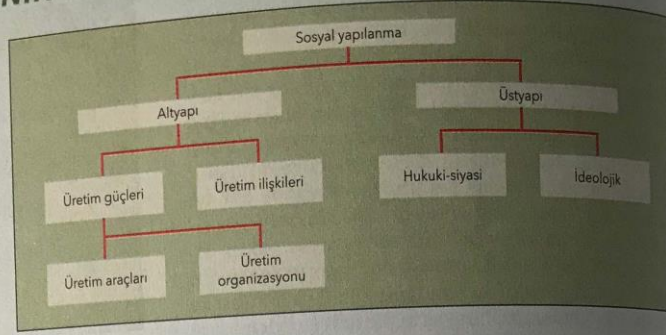 Sosyal yapılanma
Altyapı
Üstyapı
Üretim güçleri
Üretim ilişkileri
Hukuki-siyasi
İdeolojik
Üretim araçları
Üretim
organizasyonu